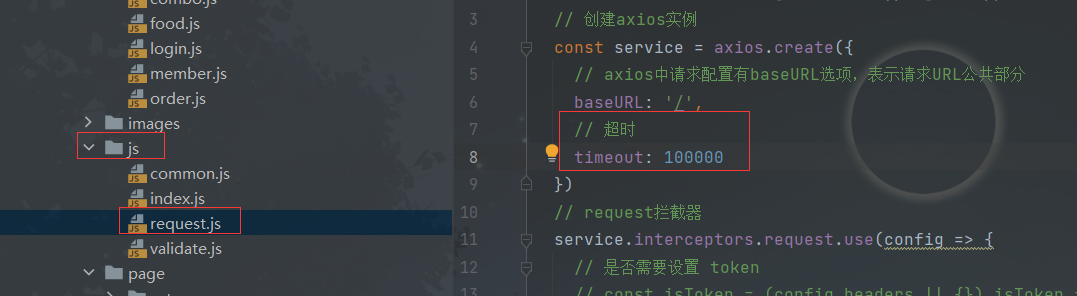 combo.js
food.js
login.js
member.js
order.js
images
js
common.js
index.js
request.js
validate.js
page
3 // 创建axios实例
4 const service = axios.create({
5 // axios中请求配置有baseURL选项，表示请求URL公共部分
6 baseURL: '/',
7 // 超时
8 timeout: 100000
9 })
10 // request拦截器
11 service.interceptors.request.use(config => {
12 // 是否需要设置 token
13 // const isToken = (config.headers || {}).isToken